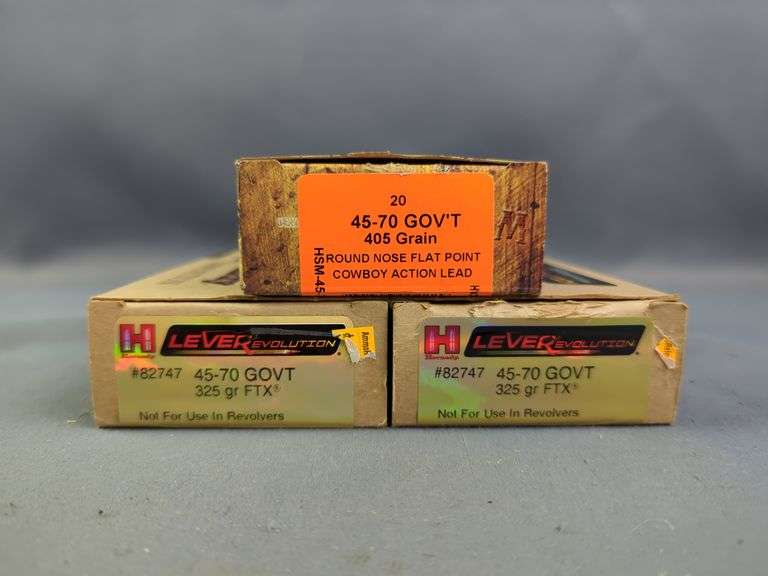 20
45-70 GOV'T
405 Grain
ROUND NOSE FLAT POINT
COWBOY ACTION LEAD
HSM-45-
H
Hornady
LEVERevolution®
#82747 45-70 GOVT
325 gr FTX®
Not For Use In Revolvers
H
Hornady
LEVERevolution®
#82747 45-70 GOVT
325 gr FTX®
Not For Use In Revolvers